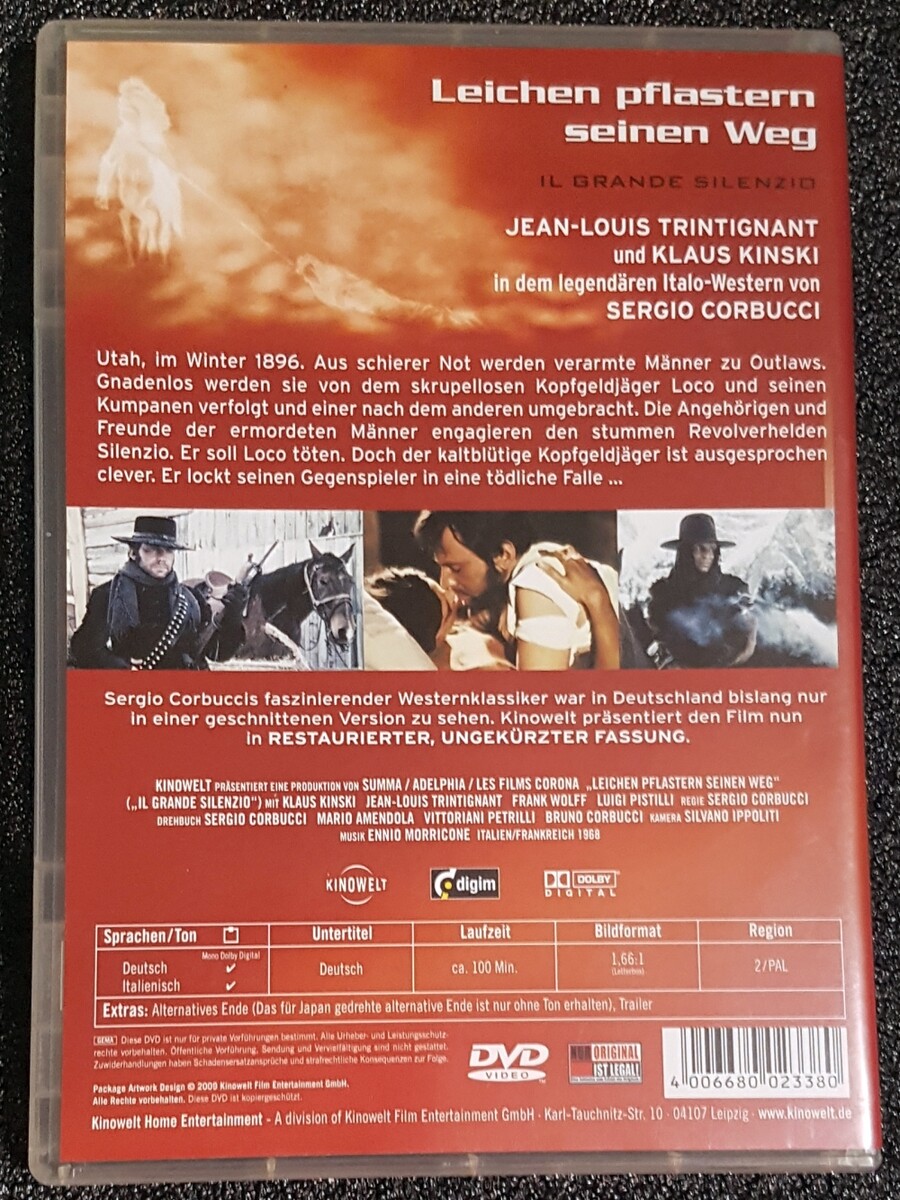 Leichen pflastern
seinen Weg
IL GRANDE SILENZIO
JEAN-LOUIS TRINTIGNANT
und KLAUS KINSKI
in dem legendären Italo-Western von
SERGIO CORBUCCI
Utah, im Winter 1896. Aus schierer Not werden verarmte Männer zu Outlaws.
Gnadenlos werden sie von dem skrupellosen Kopfgeldjäger Loco und seinen
Kumpanen verfolgt und einer nach dem anderen umgebracht. Die Angehörigen und
Freunde der ermordeten Männer engagieren den stummen Revolverhelden
Silenzio. Er soll Loco töten. Doch der kaltblütige Kopfgeldjäger ist ausgesprochen
clever. Er lockt seinen Gegenspieler in eine tödliche Falle ...
Sergio Corbuccis faszinierender Westernklassiker war in Deutschland bislang nur
in einer geschnittenen Version zu sehen. Kinowelt präsentiert den Film nun
in RESTAURIERTER, UNGEKÜRZTER FASSUNG.
KINOWELT PRÄSENTIERT EINE PRODUKTION VON SUMMA / ADELPHIA / LES FILMS CORONA „LEICHEN PFLASTERN SEINEN WEG"
(„IL GRANDE SILENZIO") MIT KLAUS KINSKI JEAN-LOUIS TRINTIGNANT FRANK WOLFF LUIGI PISTILLI REGIE SERGIO CORBUCCI
DREHBUCH SERGIO CORBUCCI MARIO AMENDOLA VITTORIANI PETRILLI BRUNO CORBUCCI KAMERA SILVANO IPPOLITI
MUSIK ENNIO MORRICONE ITALIEN/FRANKREICH 1968
KINOWELT digim DOLBY DIGITAL
Sprachen/Ton Untertitel Laufzeit Bildformat Region
Mono Dolby Digital
Deutsch ✓ Deutsch ca. 100 Min. 1,66:1 (Letterbox) 2/PAL
Italienisch ✓
Extras: Alternatives Ende (Das für Japan gedrehte alternative Ende ist nur ohne Ton erhalten), Trailer
GEMA Diese DVD ist nur für private Vorführungen bestimmt. Alle Urheber- und Leistungsschutz-
rechte vorbehalten. Öffentliche Vorführung, Sendung und Vervielfältigung sind nicht gestattet.
Zuwiderhandlungen haben Schadensersatzansprüche und strafrechtliche Konsequenzen zur Folge.
Package Artwork Design © 2009 Kinowelt Film Entertainment GmbH.
Alle Rechte vorbehalten. Diese DVD ist kopiergeschützt.
DVD
VIDEO
NUR ORIGINAL
IST LEGAL!
4 006680 023380
Kinowelt Home Entertainment - A division of Kinowelt Film Entertainment GmbH · Karl-Tauchnitz-Str. 10 · 04107 Leipzig · www.kinowelt.de